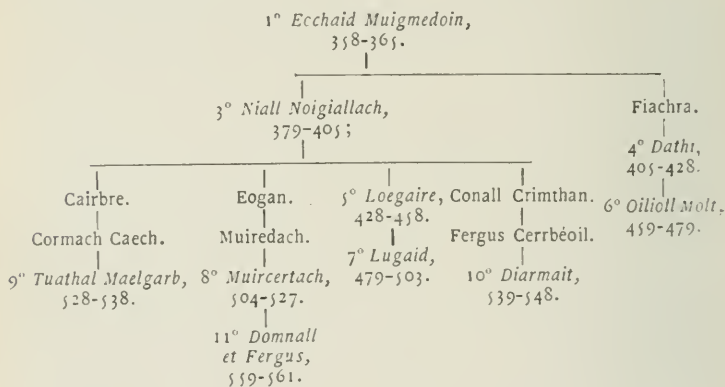 1° Ecchaid Muigmedoin,
358-365.
3° Niall Noigiallach,
379-405;
Fiachra.
4° Dathi,
405-428.
6° Oilioll Molt,
459-479.
Cairbre.
Cormach Caech.
9° Tuathal Maelgarb,
528-538.
Eogan.
Muiredach.
8° Muircertach,
504-527.
11° Domnall
et Fergus,
559-561.
5° Loegaire,
428-458.
7° Lugaid,
479-503.
Conall Crimthan.
Fergus Cerrbéoil.
10° Diarmait,
539-548.